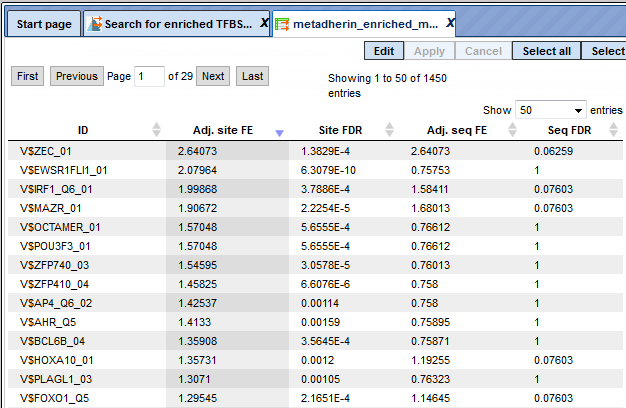 Start page Search for enriched TFBS... X metadherin_enriched_m... X
Edit Apply Cancel Select all Select
First Previous Page 1 of 29 Next Last Showing 1 to 50 of 1450
entries
Show 50 entries
ID Adj. site FE Site FDR Adj. seq FE Seq FDR
V$ZEC_01 2.64073 1.3829E-4 2.64073 0.06259
V$EWSR1FLI1_01 2.07964 6.3079E-10 0.75753 1
V$IRF1_Q6_01 1.99868 3.7886E-4 1.58411 0.07603
V$MAZR_01 1.90672 2.2254E-5 1.68013 0.07603
V$OCTAMER_01 1.57048 5.6555E-4 0.76612 1
V$POU3F3_01 1.57048 5.6555E-4 0.76612 1
V$ZFP740_03 1.54595 3.0578E-5 0.76013 1
V$ZFP410_04 1.45825 6.6076E-6 0.758 1
V$AP4_Q6_02 1.42537 0.00114 0.758 1
V$AHR_Q5 1.4133 0.00159 0.75895 1
V$BCL6B_04 1.35908 3.5645E-4 0.75871 1
V$HOXA10_01 1.35731 0.0012 1.19255 0.07603
V$PLAGL1_03 1.3071 0.00105 0.76323 1
V$FOXO1_Q5 1.29545 2.1651E-4 1.14645 0.07603